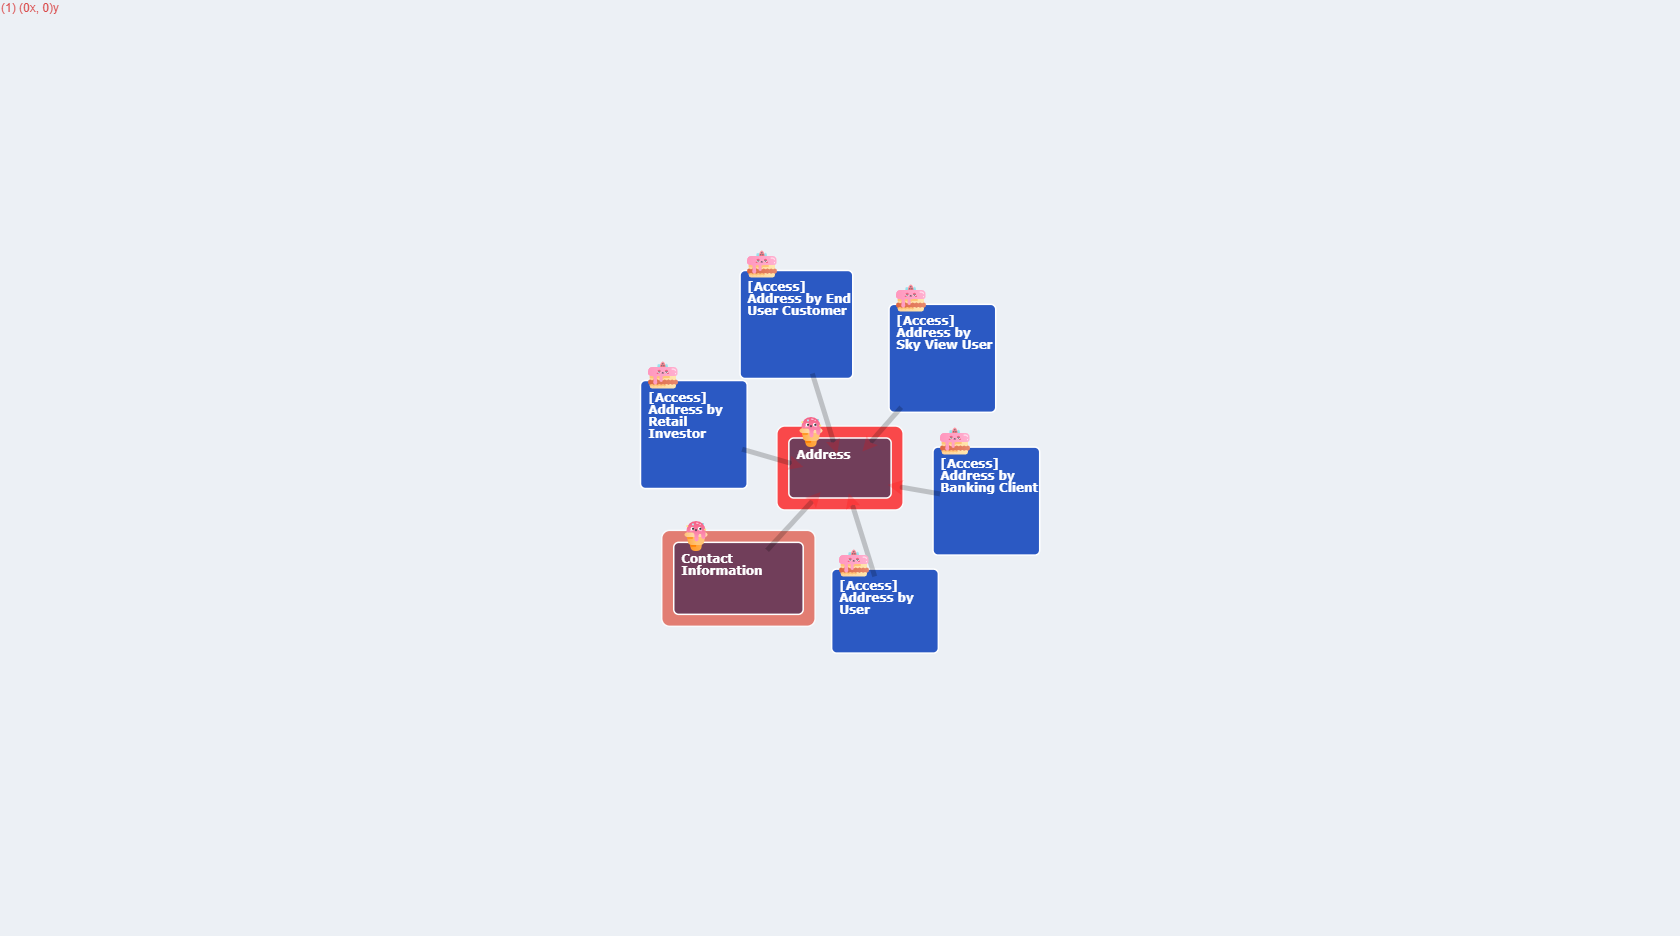 (1) (0x, 0)y
[Access]
Address by End
User Customer
[Access]
Address by
Sky View User
[Access]
Address by
Retail
Investor
Address
[Access]
Address by
Banking Client
Contact
Information
[Access]
Address by
User